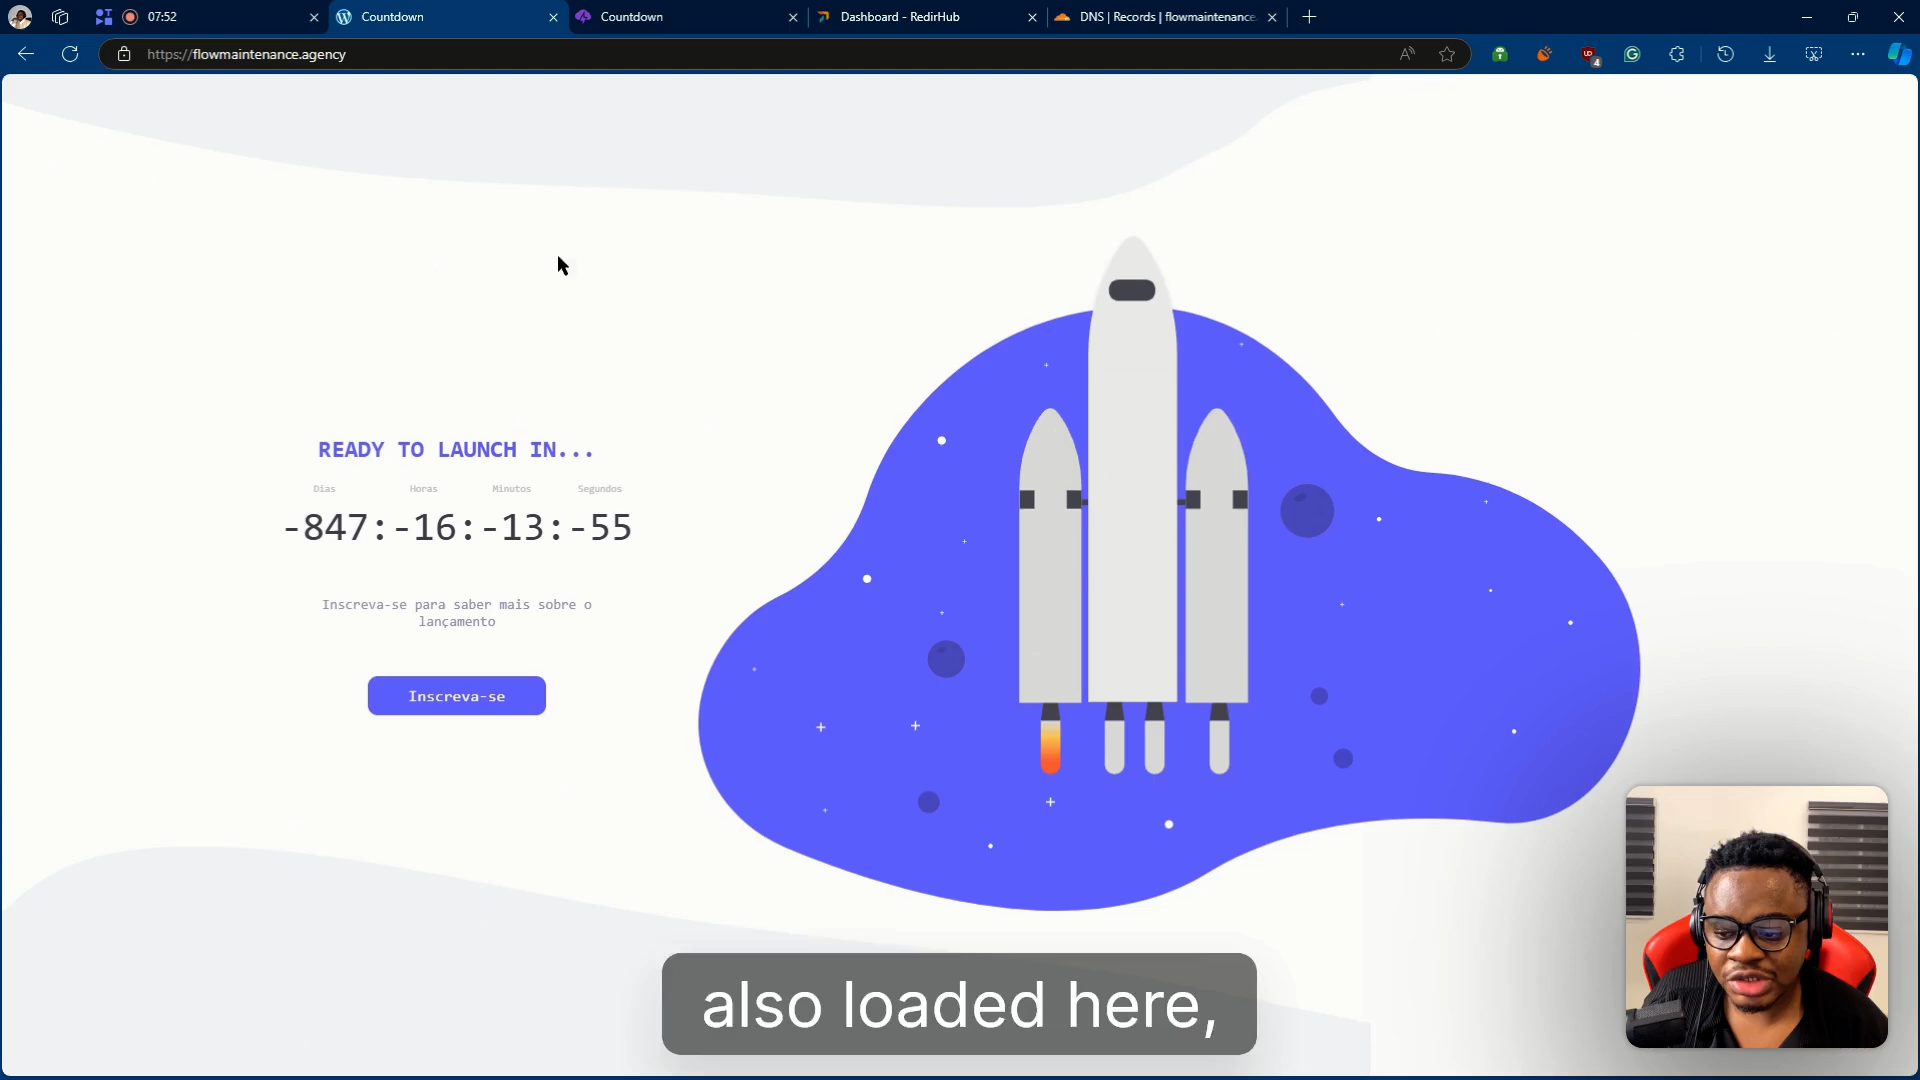 07:52
Countdown
Countdown
Dashboard - RedirHub
DNS | Records | flowmaintenance.
https://flowmaintenance.agency
4
READY TO LAUNCH IN...
Dias Horas Minutos Segundos
-847:-16:-13:-55
Inscreva-se para saber mais sobre o
lançamento
Inscreva-se
also loaded here,